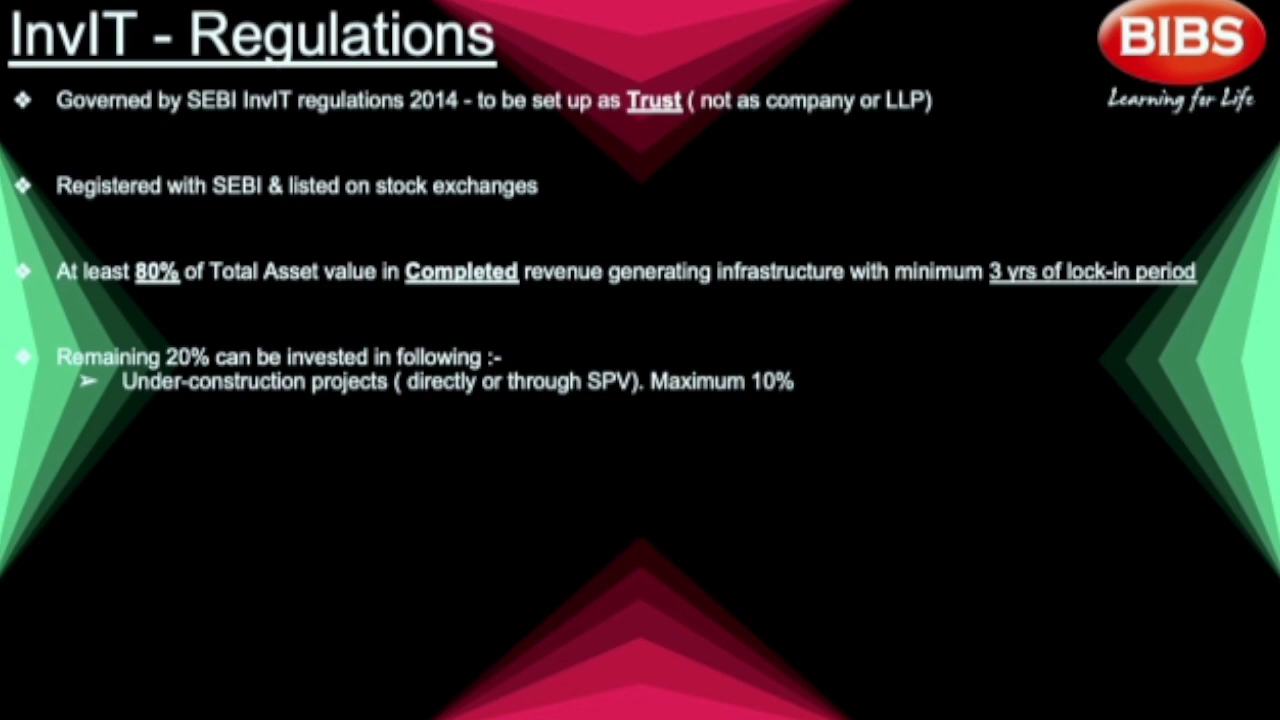 InvIT - Regulations
BIBS
Learning for Life
❖ Governed by SEBI InvIT regulations 2014 - to be set up as Trust ( not as company or LLP)
❖ Registered with SEBI & listed on stock exchanges
❖ At least 80% of Total Asset value in Completed revenue generating infrastructure with minimum 3 yrs of lock-in period
❖ Remaining 20% can be invested in following :-
➢ Under-construction projects ( directly or through SPV). Maximum 10%